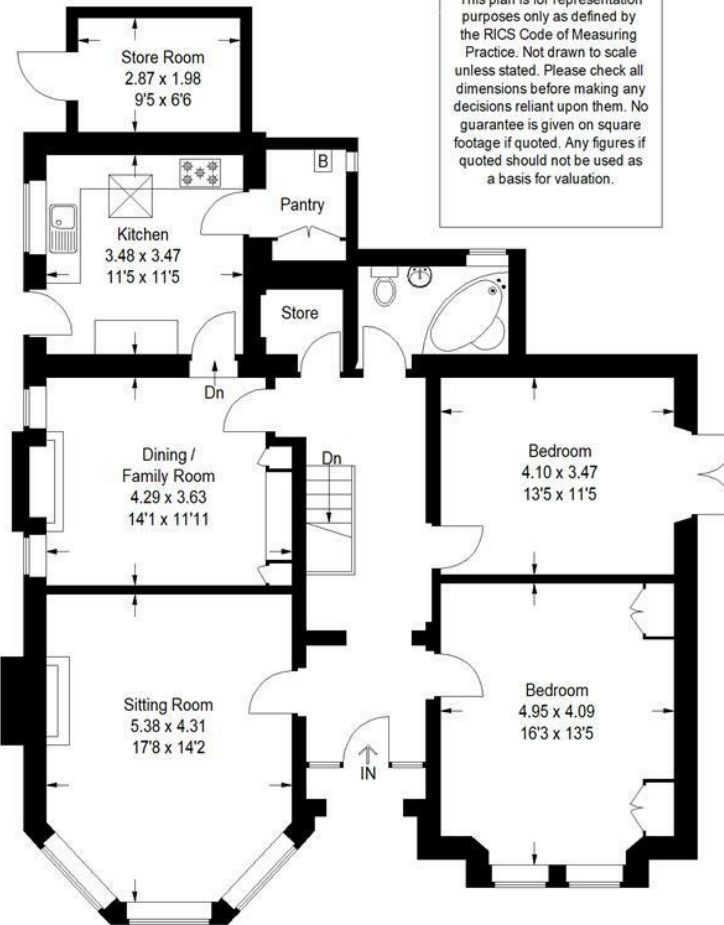 This plan is for representation
purposes only as defined by
the RICS Code of Measuring
Practice. Not drawn to scale
unless stated. Please check all
dimensions before making any
decisions reliant upon them. No
guarantee is given on square
footage if quoted. Any figures if
quoted should not be used as
a basis for valuation.
Store Room
2.87 x 1.98
9'5 x 6'6
B
Pantry
Kitchen
3.48 x 3.47
11'5 x 11'5
Store
Dn
Dining /
Family Room
4.29 x 3.63
14'1 x 11'11
Dn
Bedroom
4.10 x 3.47
13'5 x 11'5
Sitting Room
5.38 x 4.31
17'8 x 14'2
Bedroom
4.95 x 4.09
16'3 x 13'5
IN